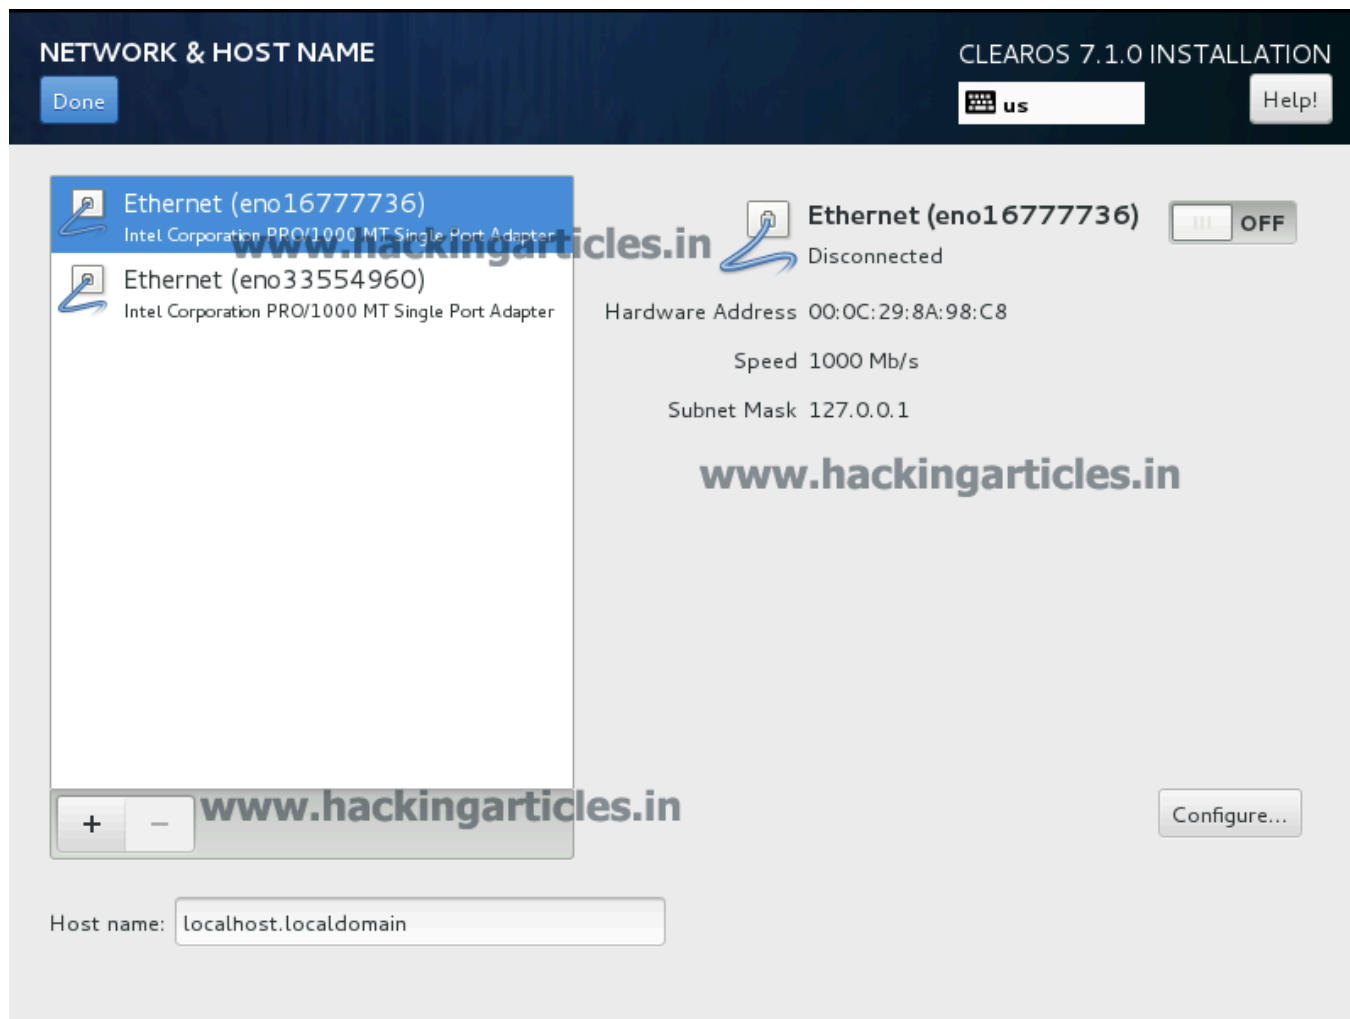 NETWORK & HOST NAME
CLEAROS 7.1.0 INSTALLATION
Done
us
Help!
Ethernet (eno16777736)
Intel Corporation PRO/1000 MT Single Port Adapter
www.hackingarticles.in
Ethernet (eno33554960)
Intel Corporation PRO/1000 MT Single Port Adapter
Ethernet (eno16777736)
OFF
Disconnected
Hardware Address 00:0C:29:8A:98:C8
Speed 1000 Mb/s
Subnet Mask 127.0.0.1
www.hackingarticles.in
+ −
www.hackingarticles.in
Configure...
Host name: localhost.localdomain